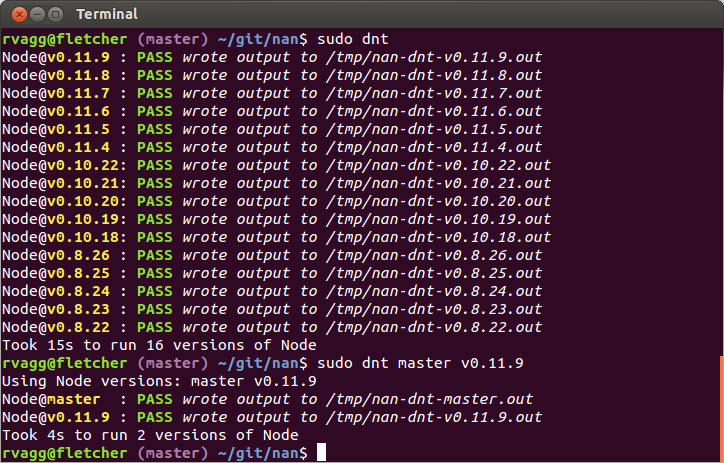 Terminal
rvagg@fletcher (master) ~/git/nan$ sudo dnt
Node@v0.11.9 : PASS wrote output to /tmp/nan-dnt-v0.11.9.out
Node@v0.11.8 : PASS wrote output to /tmp/nan-dnt-v0.11.8.out
Node@v0.11.7 : PASS wrote output to /tmp/nan-dnt-v0.11.7.out
Node@v0.11.6 : PASS wrote output to /tmp/nan-dnt-v0.11.6.out
Node@v0.11.5 : PASS wrote output to /tmp/nan-dnt-v0.11.5.out
Node@v0.11.4 : PASS wrote output to /tmp/nan-dnt-v0.11.4.out
Node@v0.10.22: PASS wrote output to /tmp/nan-dnt-v0.10.22.out
Node@v0.10.21: PASS wrote output to /tmp/nan-dnt-v0.10.21.out
Node@v0.10.20: PASS wrote output to /tmp/nan-dnt-v0.10.20.out
Node@v0.10.19: PASS wrote output to /tmp/nan-dnt-v0.10.19.out
Node@v0.10.18: PASS wrote output to /tmp/nan-dnt-v0.10.18.out
Node@v0.8.26 : PASS wrote output to /tmp/nan-dnt-v0.8.26.out
Node@v0.8.25 : PASS wrote output to /tmp/nan-dnt-v0.8.25.out
Node@v0.8.24 : PASS wrote output to /tmp/nan-dnt-v0.8.24.out
Node@v0.8.23 : PASS wrote output to /tmp/nan-dnt-v0.8.23.out
Node@v0.8.22 : PASS wrote output to /tmp/nan-dnt-v0.8.22.out
Took 15s to run 16 versions of Node
rvagg@fletcher (master) ~/git/nan$ sudo dnt master v0.11.9
Using Node versions: master v0.11.9
Node@master  : PASS wrote output to /tmp/nan-dnt-master.out
Node@v0.11.9 : PASS wrote output to /tmp/nan-dnt-v0.11.9.out
Took 4s to run 2 versions of Node
rvagg@fletcher (master) ~/git/nan$